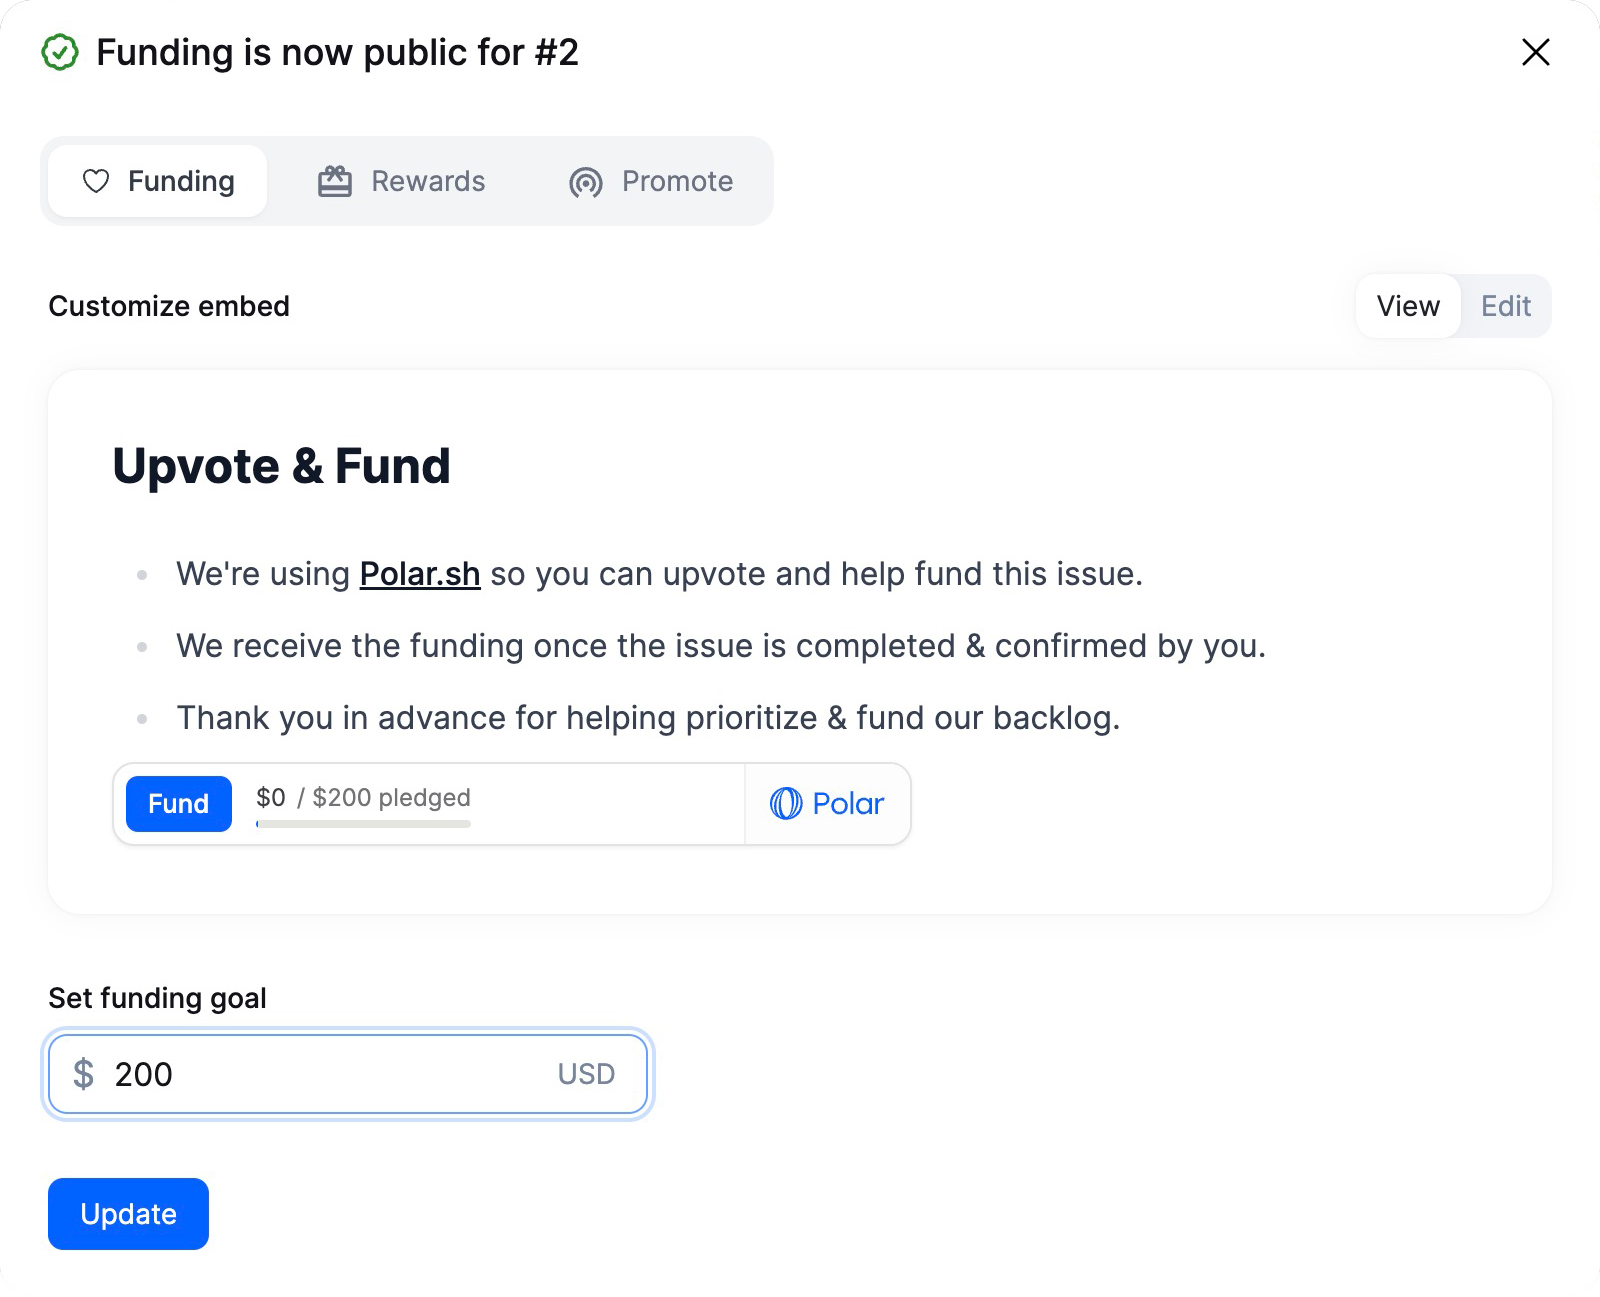 Funding is now public for #2
Funding Rewards Promote
Customize embed View Edit
Upvote & Fund
We're using Polar.sh so you can upvote and help fund this issue.
We receive the funding once the issue is completed & confirmed by you.
Thank you in advance for helping prioritize & fund our backlog.
Fund $0 / $200 pledged Polar
Set funding goal
$ 200 USD
Update